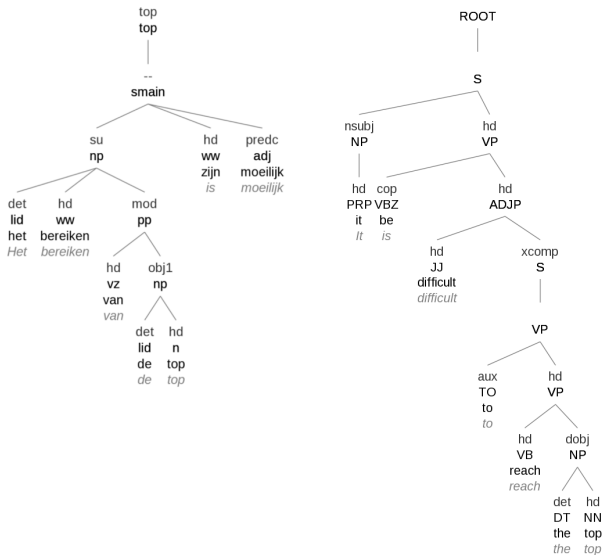 top
top
--
smain
su
np
hd
ww
zijn
is
predc
adj
moeilijk
moeilijk
det
lid
het
Het
hd
ww
bereiken
bereiken
mod
pp
hd
vz
van
van
obj1
np
det
lid
de
de
hd
n
top
top
ROOT
S
nsubj
NP
hd
VP
hd
PRP
it
It
cop
VBZ
be
is
hd
ADJP
hd
JJ
difficult
difficult
xcomp
S
VP
aux
TO
to
to
hd
VP
hd
VB
reach
reach
dobj
NP
det
DT
the
the
hd
NN
top
top